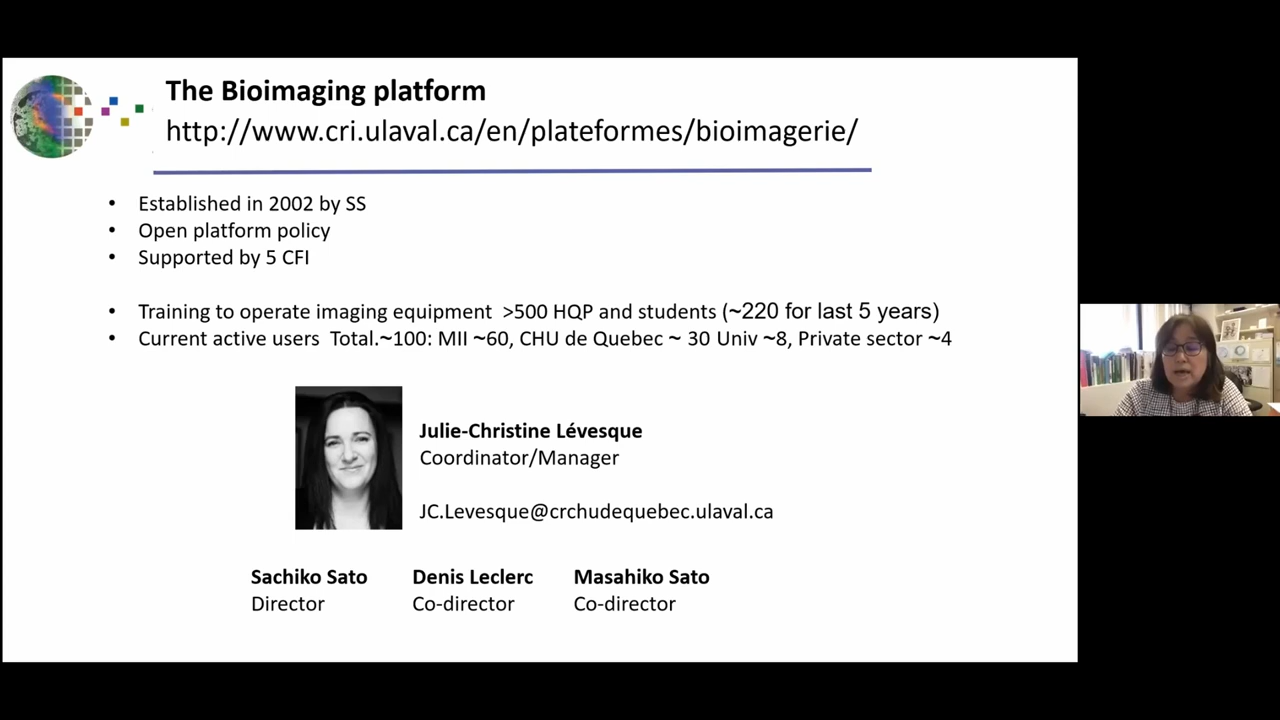 The Bioimaging platform
http://www.cri.ulaval.ca/en/plateformes/bioimagerie/
• Established in 2002 by SS
• Open platform policy
• Supported by 5 CFI
• Training to operate imaging equipment >500 HQP and students (~220 for last 5 years)
• Current active users Total.~100: MII ~60, CHU de Quebec ~ 30 Univ ~8, Private sector ~4
Julie-Christine Lévesque
Coordinator/Manager
JC.Levesque@crchudequebec.ulaval.ca
Sachiko Sato Denis Leclerc Masahiko Sato
Director Co-director Co-director